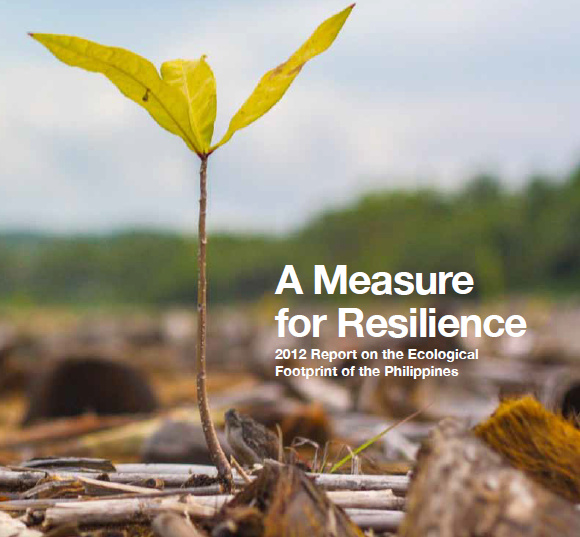 A Measure
for Resilience
2012 Report on the Ecological
Footprint of the Philippines